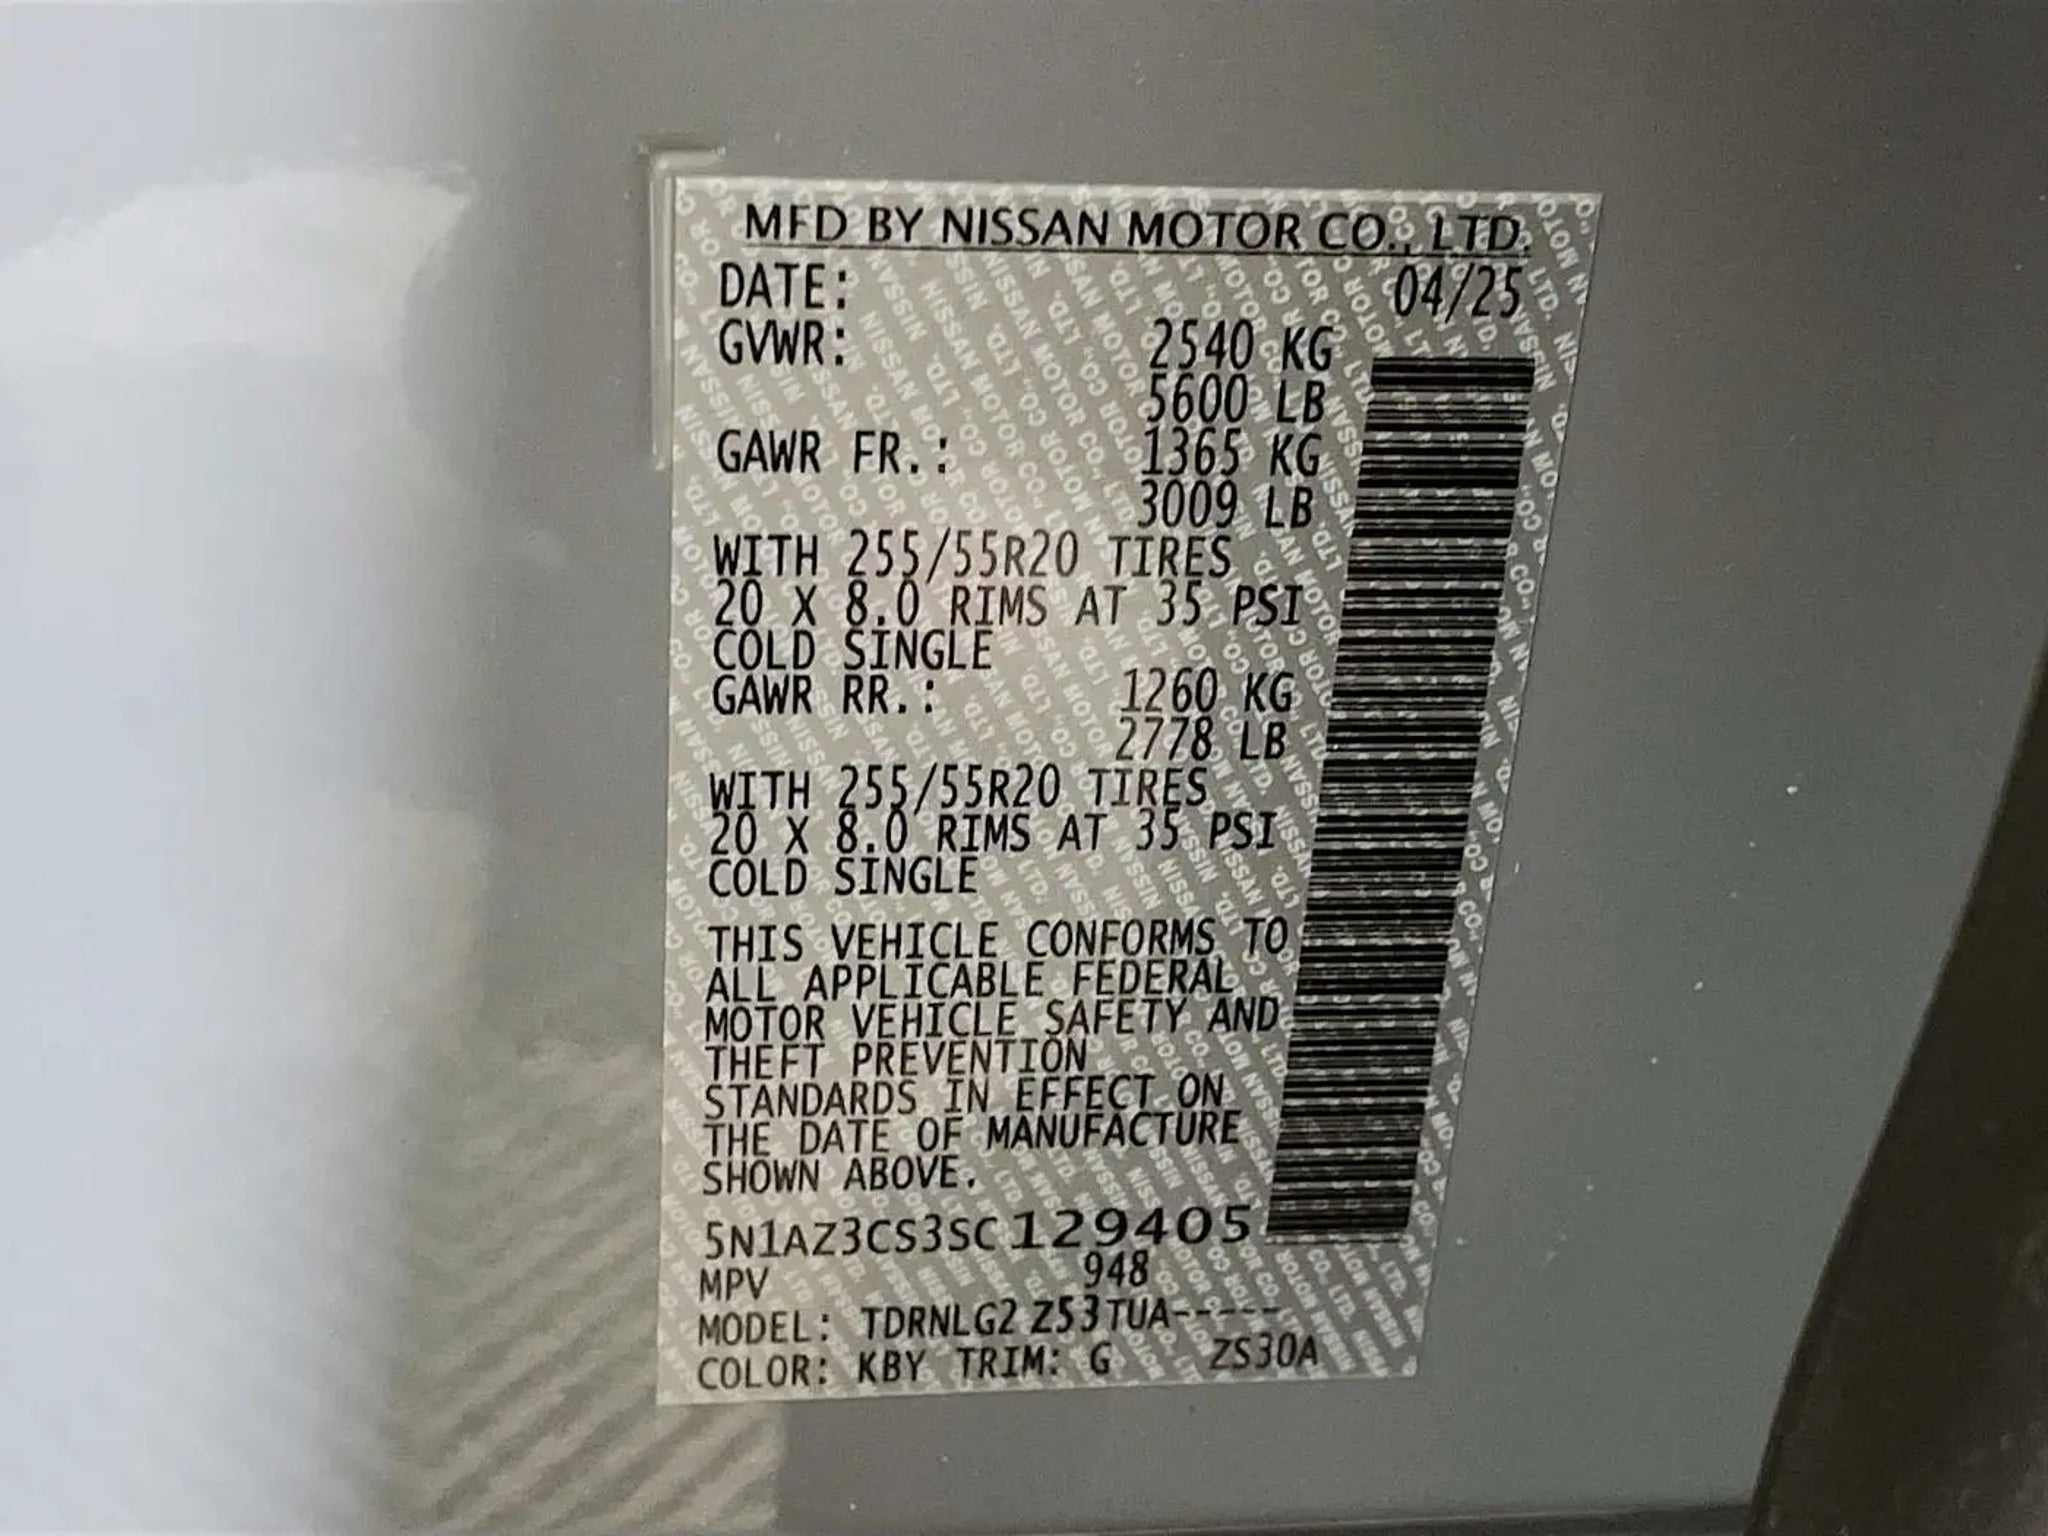 MFD BY NISSAN MOTOR CO., LTD.
DATE: 04/25
GVWR: 2540 KG
5600 LB
GAWR FR.: 1365 KG
3009 LB
WITH 255/55R20 TIRES
20 X 8.0 RIMS AT 35 PSI
COLD SINGLE
GAWR RR.: 1260 KG
2778 LB
WITH 255/55R20 TIRES
20 X 8.0 RIMS AT 35 PSI
COLD SINGLE
THIS VEHICLE CONFORMS TO
ALL APPLICABLE FEDERAL
MOTOR VEHICLE SAFETY AND
THEFT PREVENTION
STANDARDS IN EFFECT ON
THE DATE OF MANUFACTURE
SHOWN ABOVE.
5N1AZ3CS3SC129405
MPV 948
MODEL: TDRNLG2 Z53TUA-----
COLOR: KBY TRIM: G ZS30A